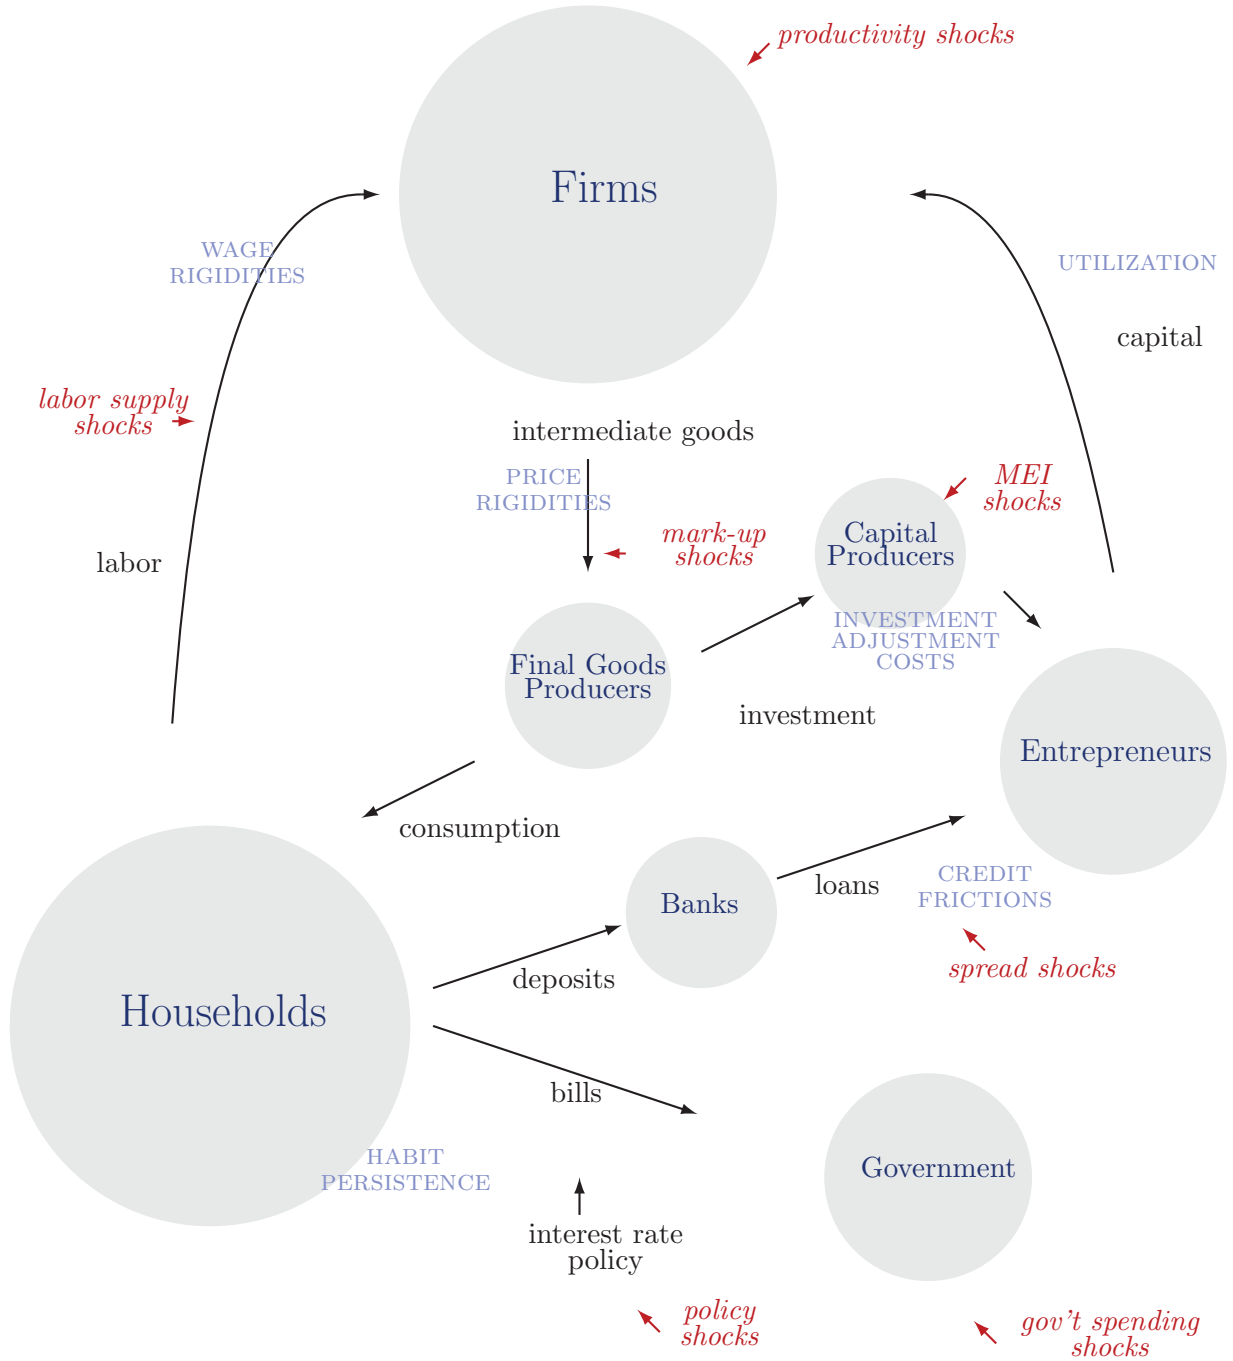 productivity shocks
Firms
WAGE
RIGIDITIES
UTILIZATION
capital
labor supply
shocks
intermediate goods
PRICE
RIGIDITIES
MEI
shocks
mark-up
shocks
Capital
Producers
labor
INVESTMENT
ADJUSTMENT
COSTS
Final Goods
Producers
investment
Entrepreneurs
consumption
Banks
loans
CREDIT
FRICTIONS
spread shocks
deposits
Households
bills
HABIT
PERSISTENCE
Government
interest rate
policy
policy
shocks
gov't spending
shocks